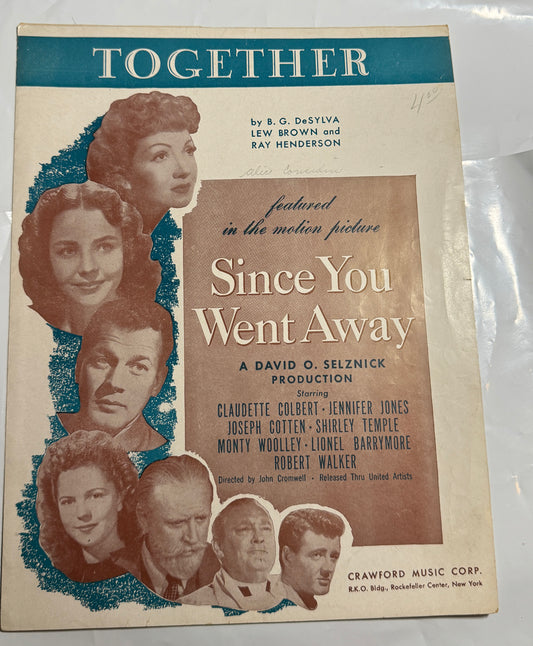 TOGETHER
4.00
by B. G. DeSYLVA
LEW BROWN and
RAY HENDERSON
featured
in the motion picture
Since You
Went Away
A DAVID O. SELZNICK
PRODUCTION
Starring
CLAUDETTE COLBERT · JENNIFER JONES
JOSEPH COTTEN · SHIRLEY TEMPLE
MONTY WOOLLEY · LIONEL BARRYMORE
ROBERT WALKER
Directed by John Cromwell - Released Thru United Artists
CRAWFORD MUSIC CORP.
R.K.O. Bldg., Rockefeller Center, New York